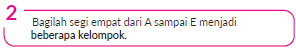 2
Bagilah segi empat dari A sampai E menjadi
beberapa kelompok.